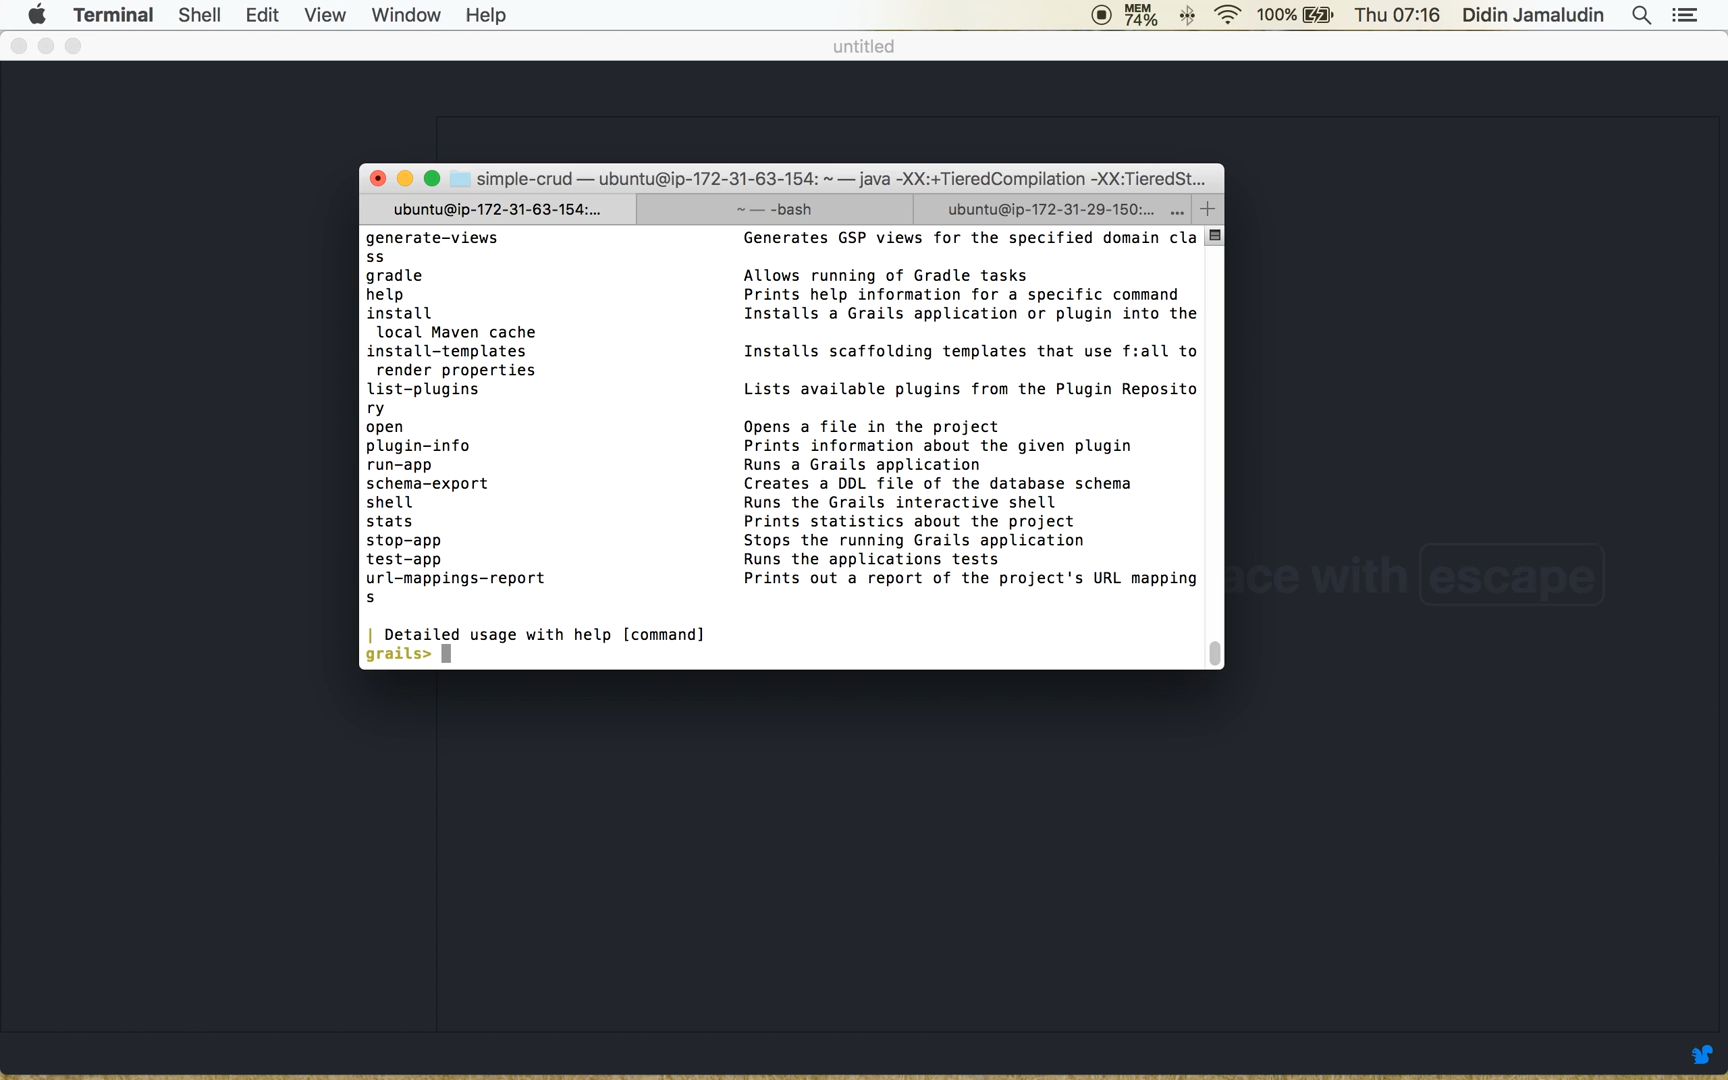 Terminal Shell Edit View Window Help MEM 74% 100% Thu 07:16 Didin Jamaludin
untitled
simple-crud — ubuntu@ip-172-31-63-154: ~ — java -XX:+TieredCompilation -XX:TieredSt...
ubuntu@ip-172-31-63-154:... ~ — -bash ubuntu@ip-172-31-29-150:... ... +
generate-views Generates GSP views for the specified domain cla
ss
gradle Allows running of Gradle tasks
help Prints help information for a specific command
install Installs a Grails application or plugin into the
local Maven cache
install-templates Installs scaffolding templates that use f:all to
render properties
list-plugins Lists available plugins from the Plugin Reposito
ry
open Opens a file in the project
plugin-info Prints information about the given plugin
run-app Runs a Grails application
schema-export Creates a DDL file of the database schema
shell Runs the Grails interactive shell
stats Prints statistics about the project
stop-app Stops the running Grails application
test-app Runs the applications tests
url-mappings-report Prints out a report of the project's URL mapping
s
| Detailed usage with help [command]
grails>
ace with escape